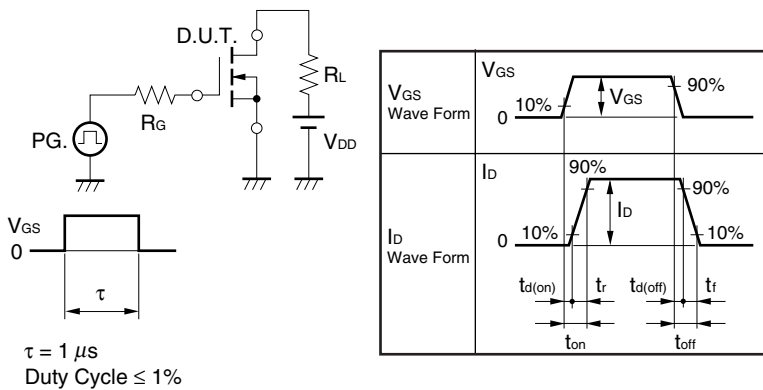 D.U.T.
RL
RG
PG.
VDD
VGS
0
τ
τ = 1 μs
Duty Cycle ≤ 1%
VGS
Wave Form
VGS
10%
0
VGS
90%
ID
Wave Form
ID
90%
90%
0
10%
ID
10%
td(on) tr td(off) tf
ton toff